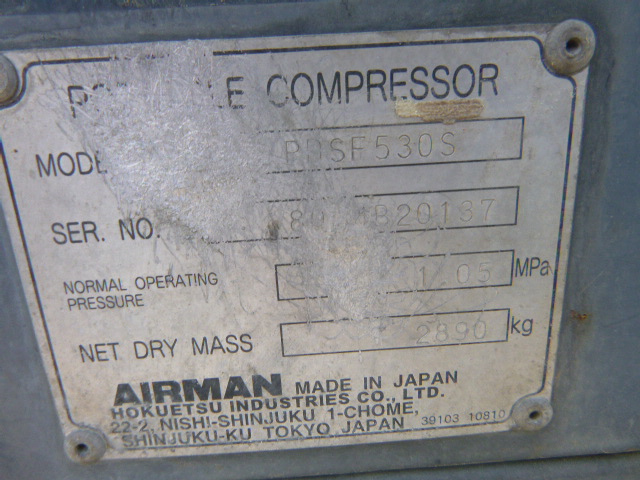 COMPRESSOR
PDSF530S
SER. NO. B20137
NORMAL OPERATING PRESSURE 1.05 MPa
NET DRY MASS 2890 kg
AIRMAN MADE IN JAPAN
HOKUETSU INDUSTRIES CO., LTD.
22-2, NISHI-SHINJUKU 1-CHOME,
SHINJUKU-KU TOKYO JAPAN 39103 10810